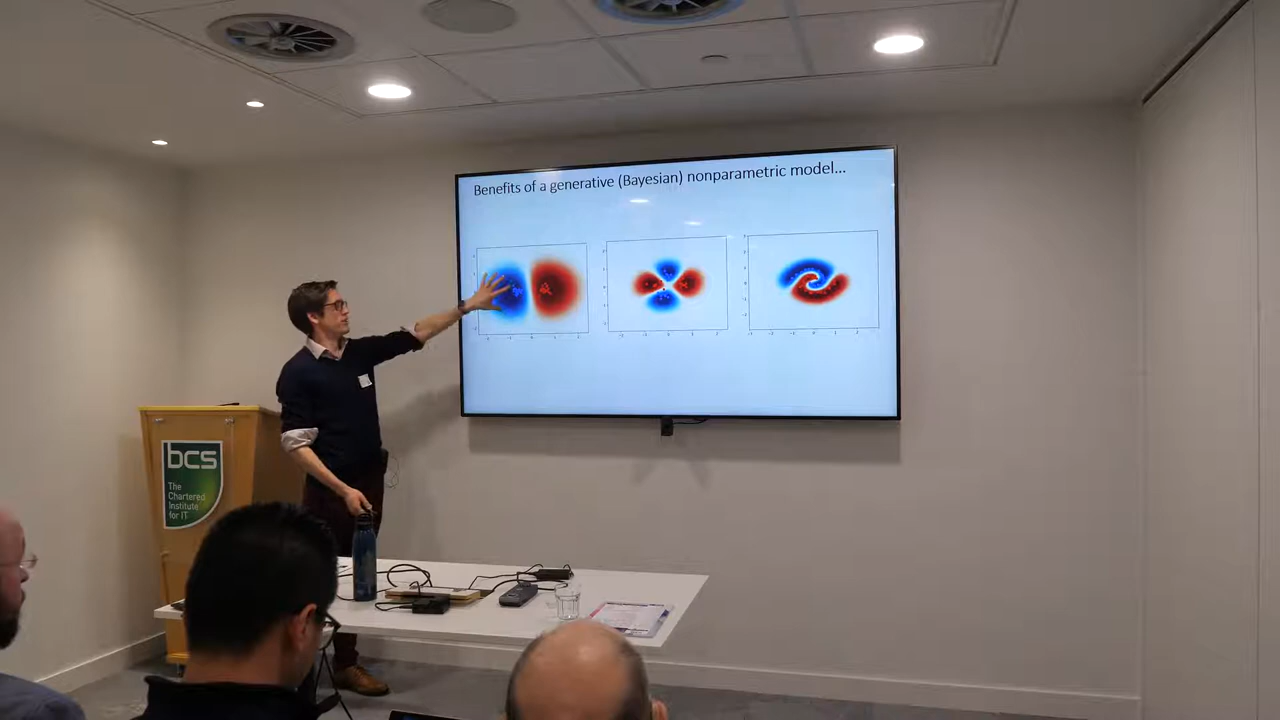 Benefits of a generative (Bayesian) nonparametric model...
bcs
The
Chartered
Institute
for IT